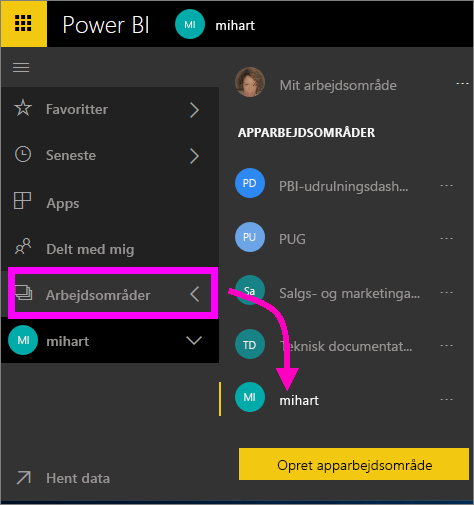 Power BI
MI
mihart
Favoritter
Seneste
Apps
Delt med mig
Arbejdsområder
MI
mihart
Hent data
Mit arbejdsområde
APPARBEJDSOMRÅDER
PD
PBI-udrulningsdash...
PU
PUG
Sa
Salgs- og marketinga...
TD
Teknisk documentat...
MI
mihart
Opret apparbejdsområde